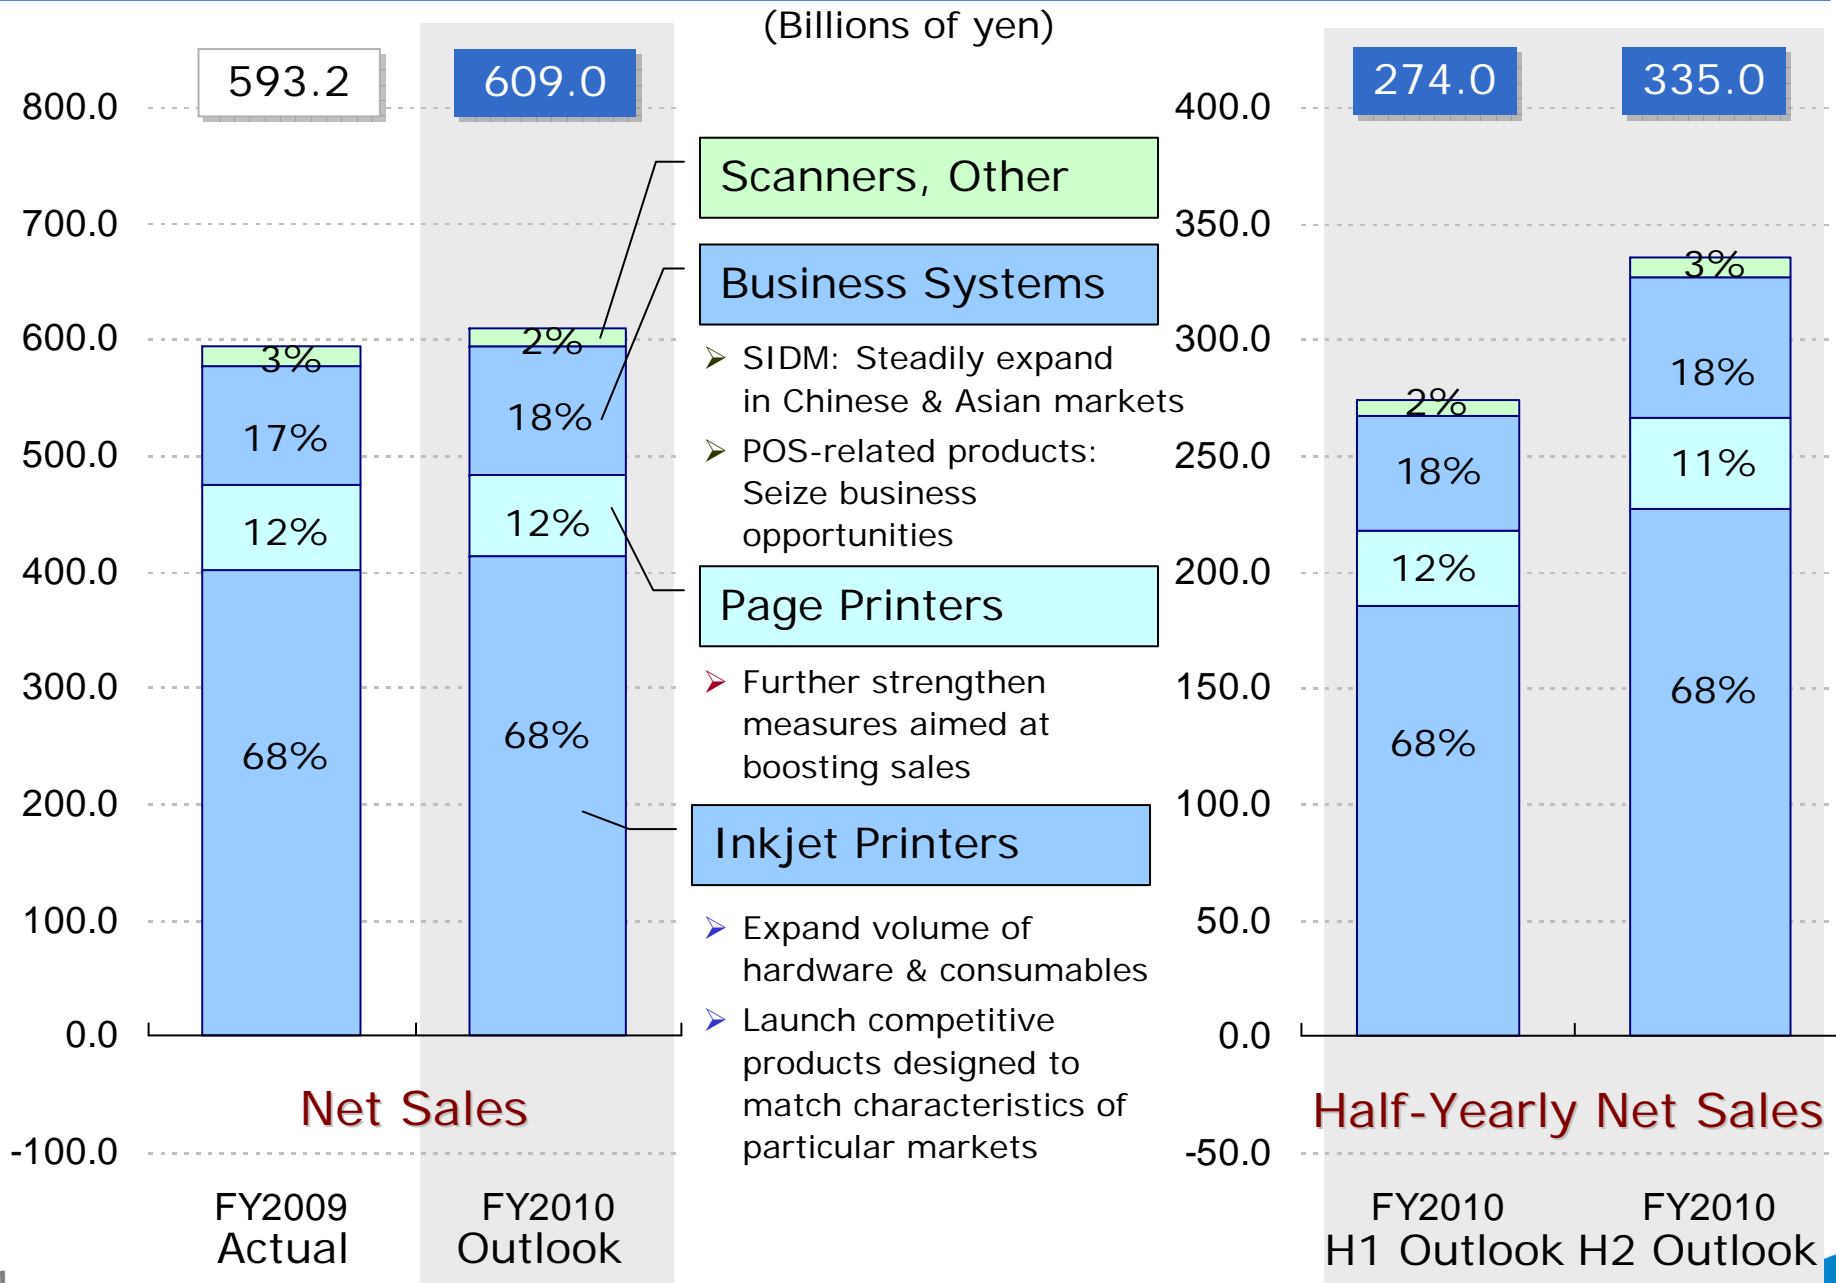 (Billions of yen)
593.2
609.0
800.0
700.0
600.0
500.0
400.0
300.0
200.0
100.0
0.0
-100.0
3%
17%
12%
68%
2%
18%
12%
68%
Net Sales
FY2009
Actual
FY2010
Outlook
Scanners, Other
Business Systems
SIDM: Steadily expand
in Chinese & Asian markets
POS-related products:
Seize business
opportunities
Page Printers
Further strengthen
measures aimed at
boosting sales
Inkjet Printers
Expand volume of
hardware & consumables
Launch competitive
products designed to
match characteristics of
particular markets
274.0
335.0
400.0
350.0
300.0
250.0
200.0
150.0
100.0
50.0
0.0
-50.0
2%
18%
12%
68%
3%
18%
11%
68%
Half-Yearly Net Sales
FY2010
H1 Outlook
FY2010
H2 Outlook